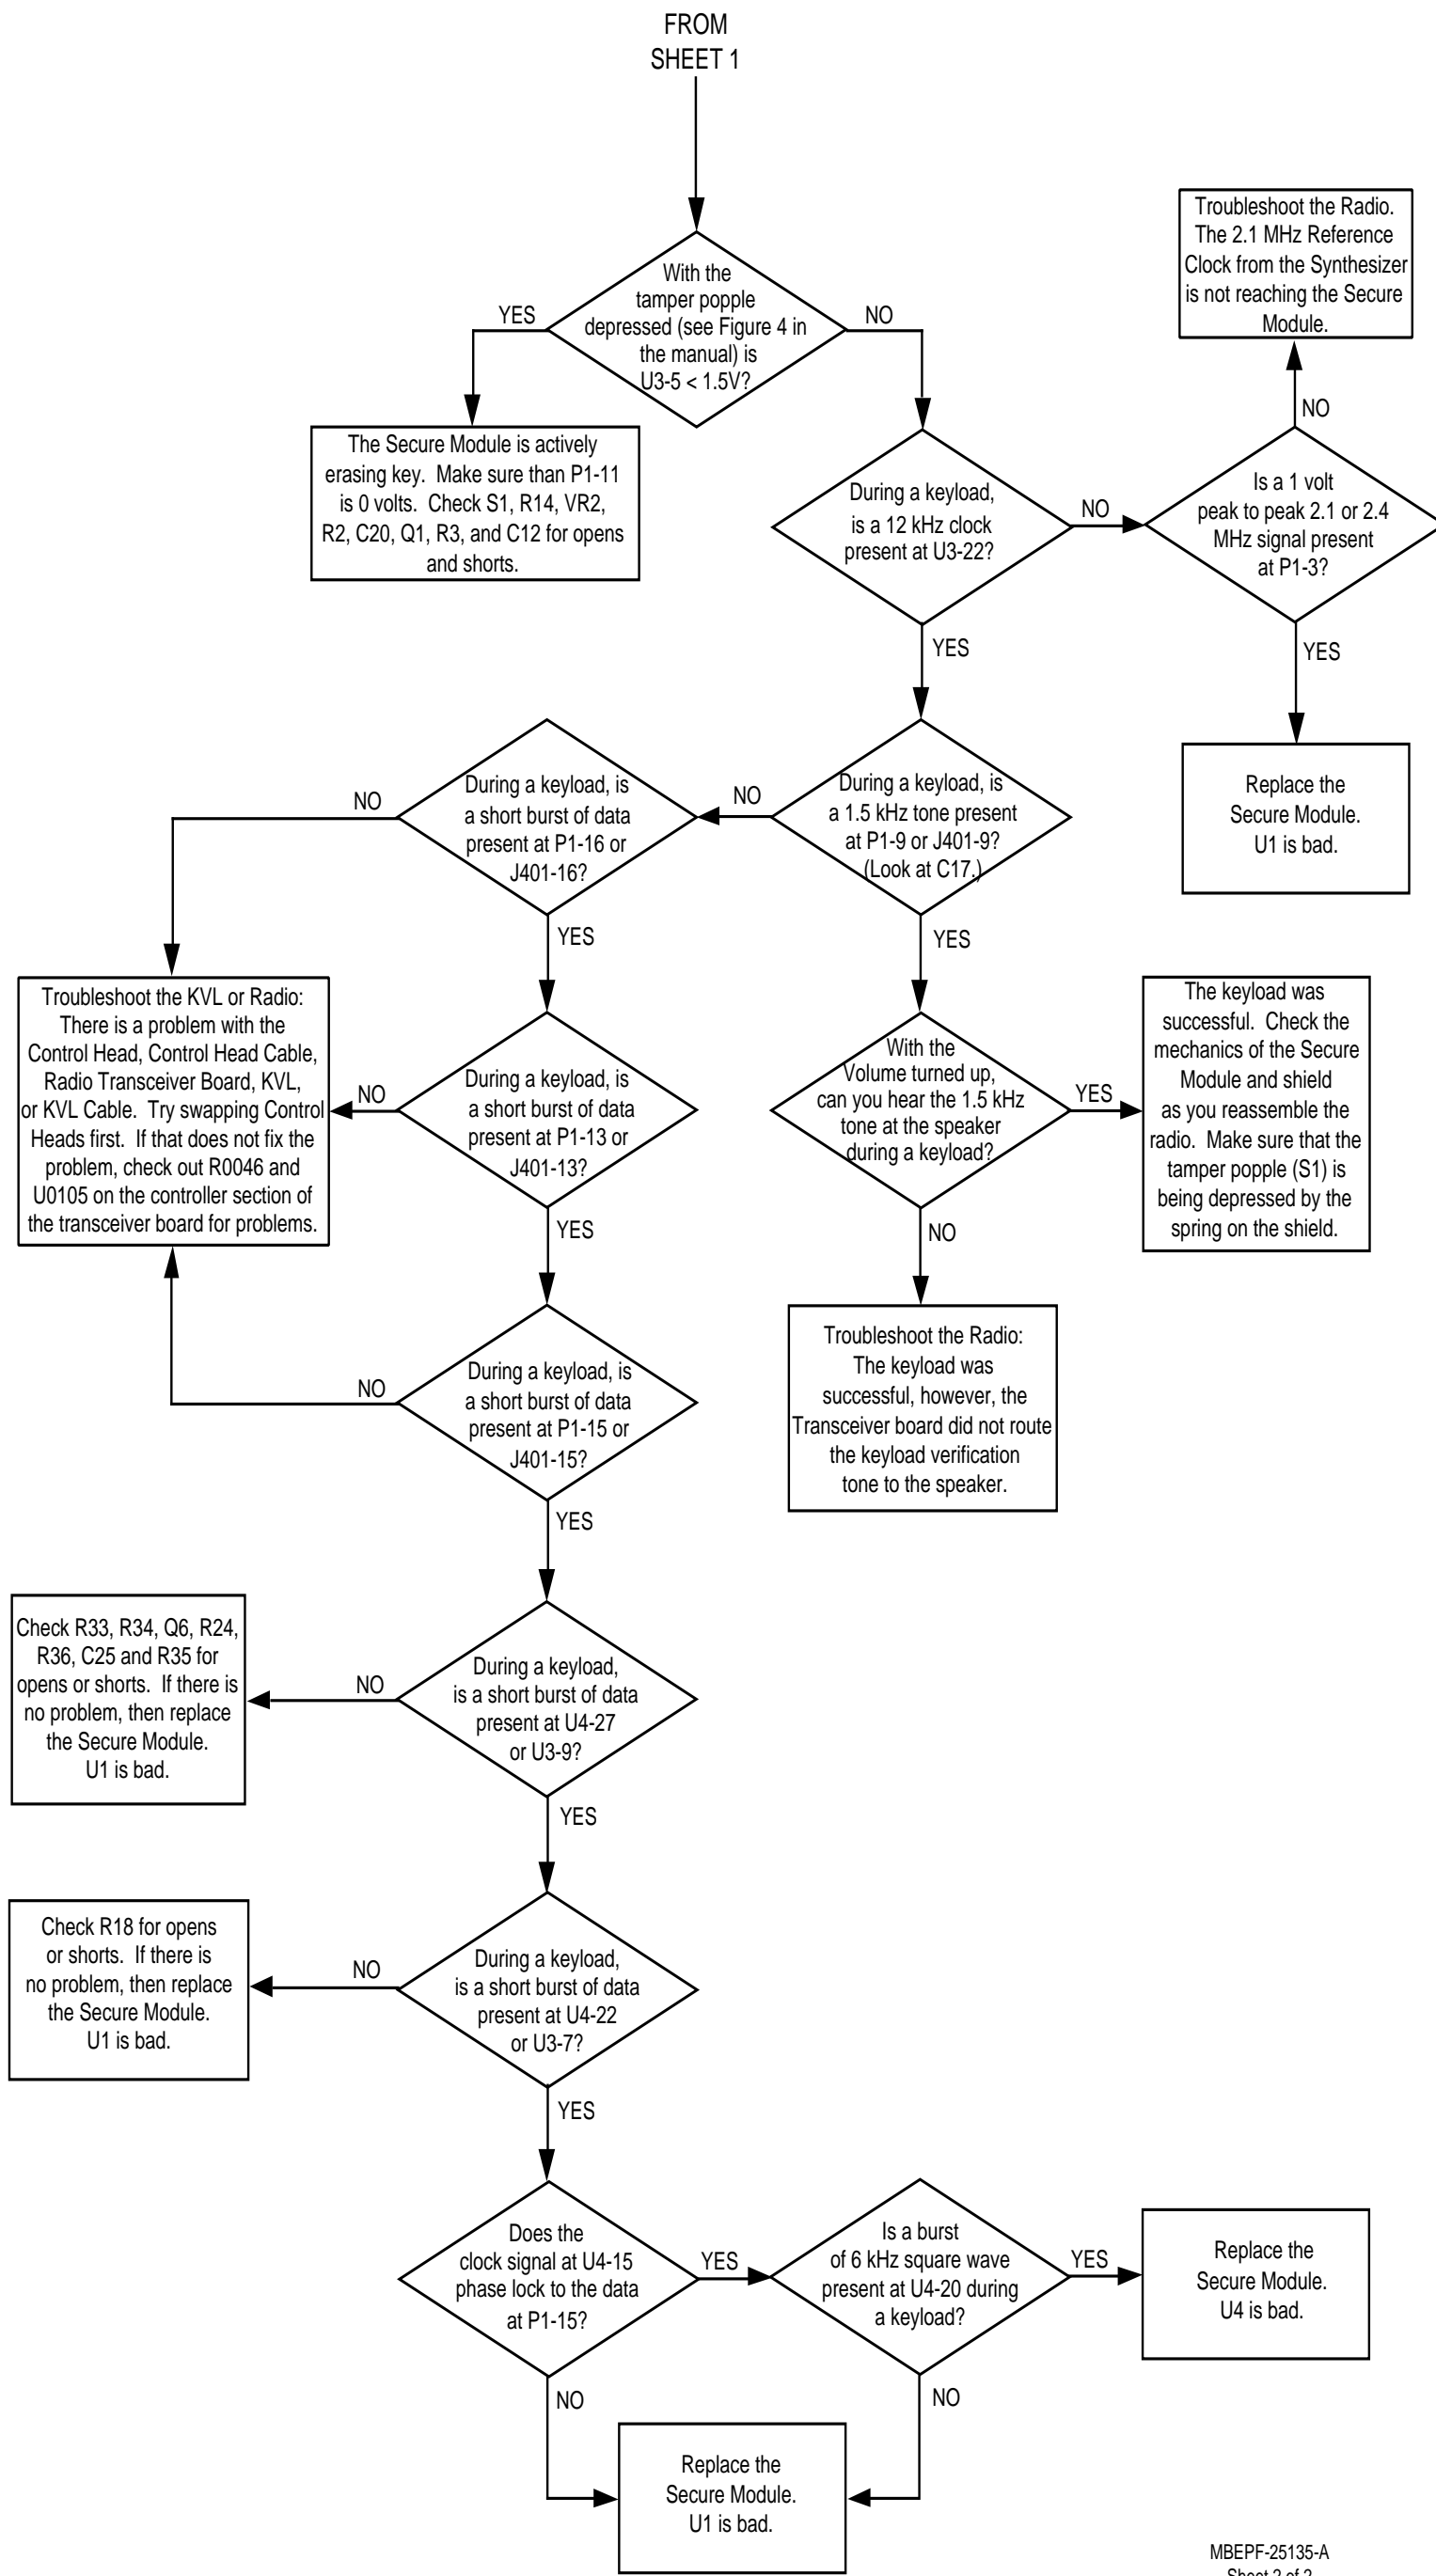 FROM
SHEET 1
With the
tamper popple
depressed (see Figure 4 in
the manual) is
U3-5 < 1.5V?
YES
NO
Troubleshoot the Radio.
The 2.1 MHz Reference
Clock from the Synthesizer
is not reaching the Secure
Module.
NO
The Secure Module is actively
erasing key.  Make sure than P1-11
is 0 volts.  Check S1, R14, VR2,
R2, C20, Q1, R3, and C12 for opens
and shorts.
During a keyload,
is a 12 kHz clock
present at U3-22?
NO
Is a 1 volt
peak to peak 2.1 or 2.4
MHz signal present
at P1-3?
YES
YES
Replace the
Secure Module.
U1 is bad.
During a keyload, is
a 1.5 kHz tone present
at P1-9 or J401-9?
(Look at C17.)
NO
During a keyload, is
a short burst of data
present at P1-16 or
J401-16?
NO
YES
YES
Troubleshoot the KVL or Radio:
There is a problem with the
Control Head, Control Head Cable,
Radio Transceiver Board, KVL,
or KVL Cable.  Try swapping Control
Heads first.  If that does not fix the
problem, check out R0046 and
U0105 on the controller section of
the transceiver board for problems.
NO
During a keyload, is
a short burst of data
present at P1-13 or
J401-13?
YES
With the
Volume turned up,
can you hear the 1.5 kHz
tone at the speaker
during a keyload?
YES
The keyload was
successful.  Check the
mechanics of the Secure
Module and shield
as you reassemble the
radio.  Make sure that the
tamper popple (S1) is
being depressed by the
spring on the shield.
NO
Troubleshoot the Radio:
The keyload was
successful, however, the
Transceiver board did not route
the keyload verification
tone to the speaker.
During a keyload, is
a short burst of data
present at P1-15 or
J401-15?
NO
YES
Check R33, R34, Q6, R24,
R36, C25 and R35 for
opens or shorts.  If there is
no problem, then replace
the Secure Module.
U1 is bad.
NO
During a keyload,
is a short burst of data
present at U4-27
or U3-9?
YES
Check R18 for opens
or shorts.  If there is
no problem, then replace
the Secure Module.
U1 is bad.
NO
During a keyload,
is a short burst of data
present at U4-22
or U3-7?
YES
Does the
clock signal at U4-15
phase lock to the data
at P1-15?
YES
Is a burst
of 6 kHz square wave
present at U4-20 during
a keyload?
YES
Replace the
Secure Module.
U4 is bad.
NO
NO
Replace the
Secure Module.
U1 is bad.
MBEPF-25135-A
Sheet 2 of 2